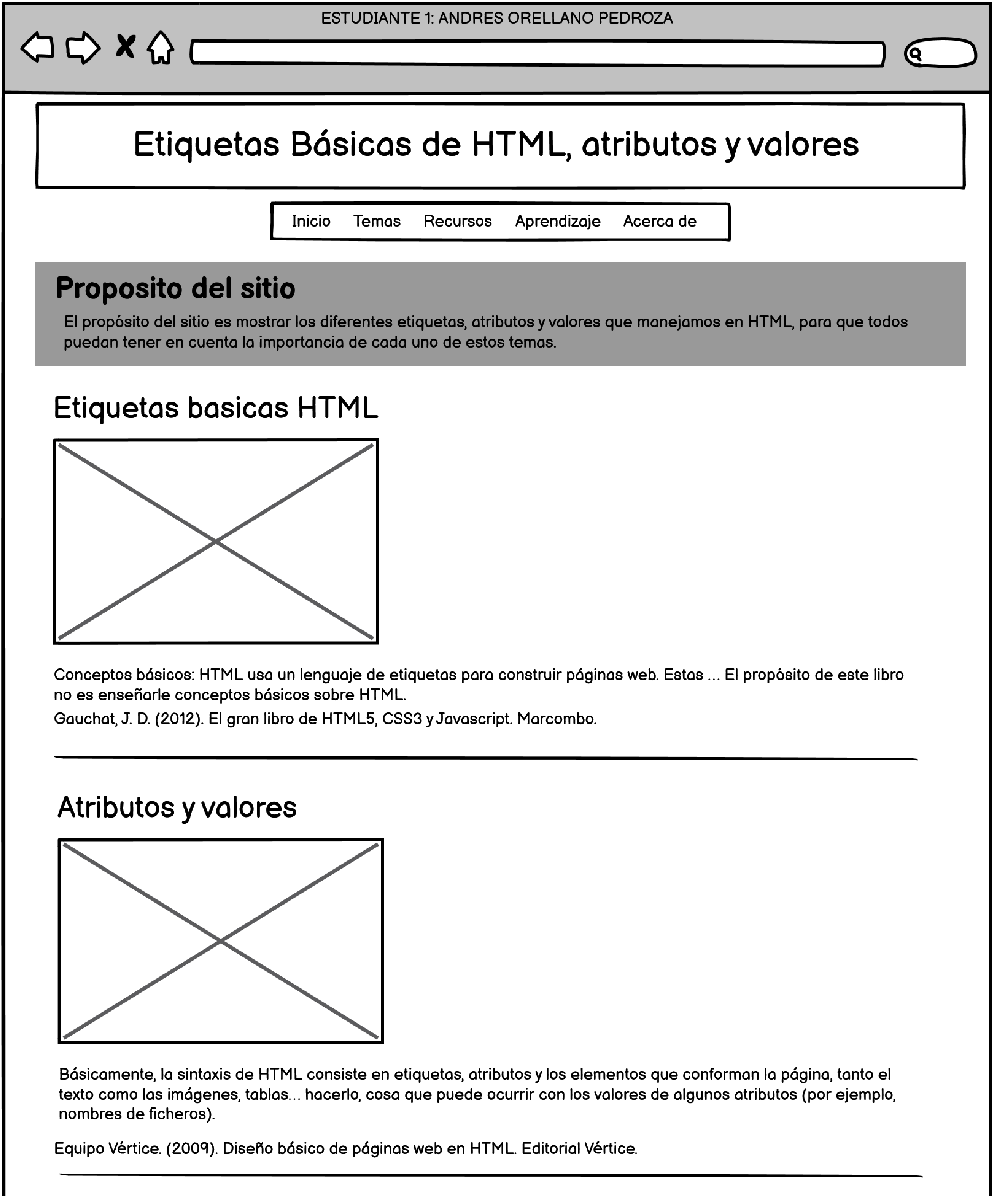 ESTUDIANTE 1: ANDRES ORELLANO PEDROZA
Etiquetas Básicas de HTML, atributos y valores
Inicio Temas Recursos Aprendizaje Acerca de
Proposito del sitio
El propósito del sitio es mostrar los diferentes etiquetas, atributos y valores que manejamos en HTML, para que todos
puedan tener en cuenta la importancia de cada uno de estos temas.
Etiquetas basicas HTML
Conceptos básicos: HTML usa un lenguaje de etiquetas para construir páginas web. Estas ... El propósito de este libro
no es enseñarle conceptos básicos sobre HTML.
Gauchat, J. D. (2012). El gran libro de HTML5, CSS3 y Javascript. Marcombo.
Atributos y valores
Básicamente, la sintaxis de HTML consiste en etiquetas, atributos y los elementos que conforman la página, tanto el
texto como las imágenes, tablas... hacerlo, cosa que puede ocurrir con los valores de algunos atributos (por ejemplo,
nombres de ficheros).
Equipo Vértice. (2009). Diseño básico de páginas web en HTML. Editorial Vértice.